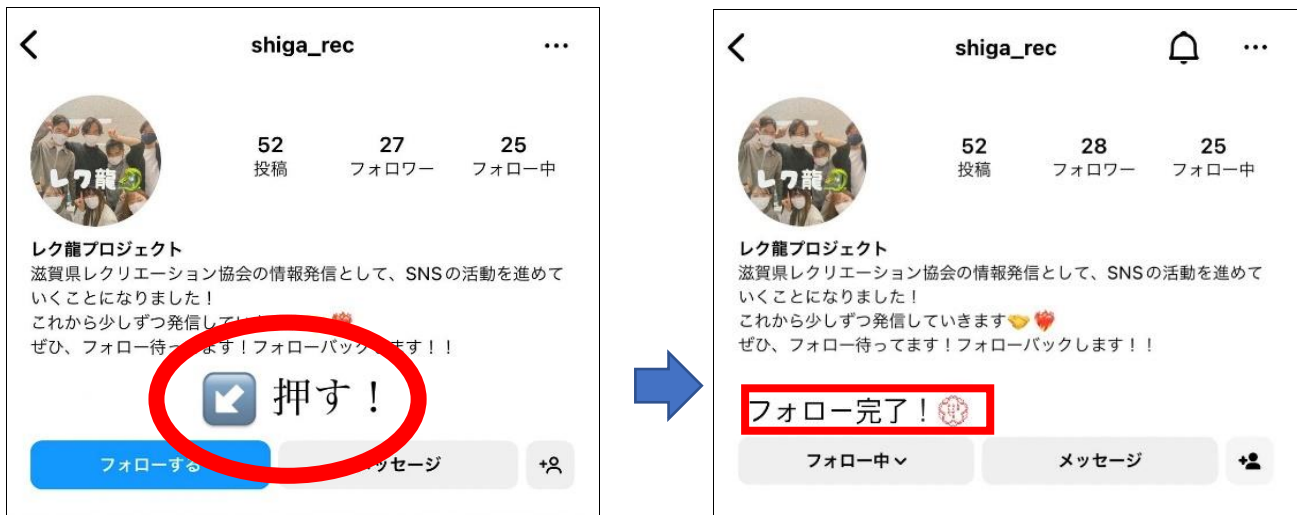 shiga_rec
52
27
25
投稿
フォロワー
フォロー中
レク龍
レク龍プロジェクト
滋賀県レクリエーション協会の情報発信として、SNSの活動を進めて
いくことになりました！
これから少しずつ発信して
ぜひ、フォロー待ってます！フォローバックします！！
押す！
フォローする
メッセージ
shiga_rec
52
28
25
投稿
フォロワー
フォロー中
レク龍
レク龍プロジェクト
滋賀県レクリエーション協会の情報発信として、SNSの活動を進めて
いくことになりました！
これから少しずつ発信していきます
ぜひ、フォロー待ってます！フォローバックします！！
フォロー完了！
フォロー中
メッセージ